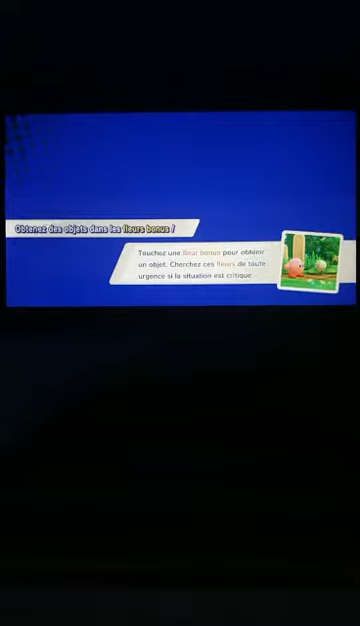 Obtenez des objets dans les fleurs bonus !
Touchez une fleur bonus pour obtenir
un objet. Cherchez ces fleurs de toute
urgence si la situation est critique.